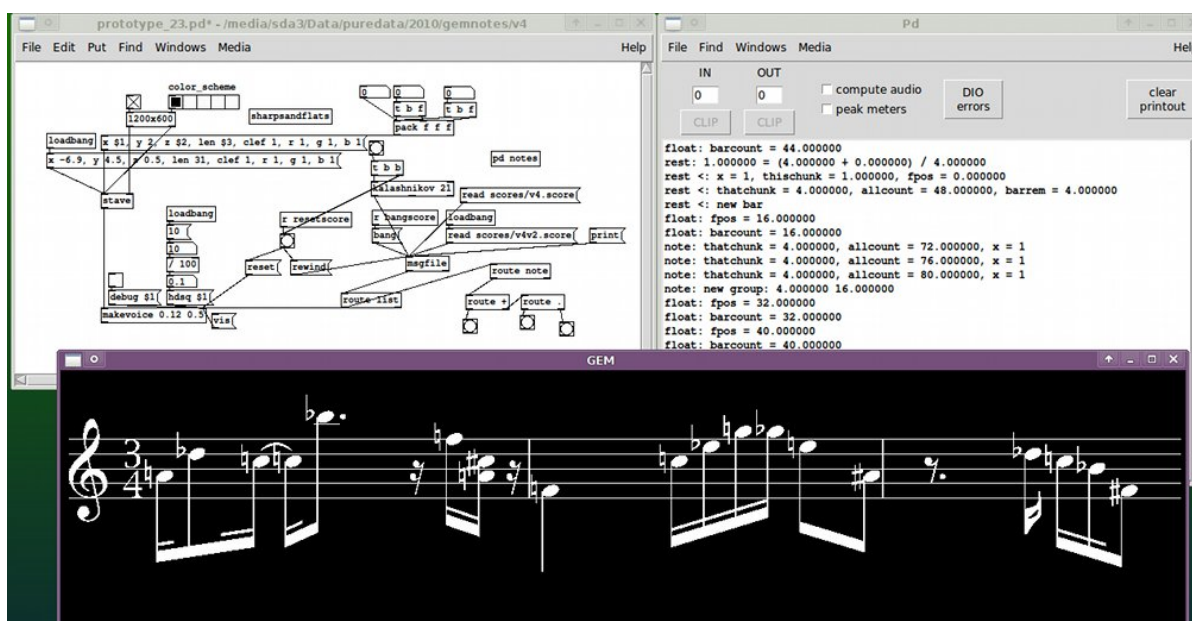 prototype_23.pd* - /media/sda3/Data/puredata/2010/gemnotes/v4
File Edit Put Find Windows Media Help
color_scheme
1200x600
sharpsandflats
0 0 0
t b f t b f
pack f f f
loadbang
x $1, y 2, z $2, len $3, clef 1, r 1, g 1, b 1
x -6.9, y 4.5, z 0.5, len 31, clef 1, r 1, g 1, b 1
pd notes
t b b
stave
kalashnikov 21
read scores/v4.score
loadbang
r resetscore
r bangscore
loadbang
10
bang
read scores/v4v2.score
print
10
/ 100
reset
rewind
msgfile
route note
0.1
debug $1
hdsq $1
route list
route +
route .
makevoice 0.12 0.5
vis
Pd
File Find Windows Media Hel
IN OUT
0 0
CLIP CLIP
compute audio
peak meters
DIO
errors
clear
printout
float: barcount = 44.000000
rest: 1.000000 = (4.000000 + 0.000000) / 4.000000
rest <: x = 1, thischunk = 1.000000, fpos = 0.000000
rest <: thatchunk = 4.000000, allcount = 48.000000, barrem = 4.000000
rest <: new bar
float: fpos = 16.000000
float: barcount = 16.000000
note: thatchunk = 4.000000, allcount = 72.000000, x = 1
note: thatchunk = 4.000000, allcount = 76.000000, x = 1
note: thatchunk = 4.000000, allcount = 80.000000, x = 1
note: new group: 4.000000 16.000000
float: fpos = 32.000000
float: barcount = 32.000000
float: fpos = 40.000000
float: barcount = 40.000000
GEM
3
4